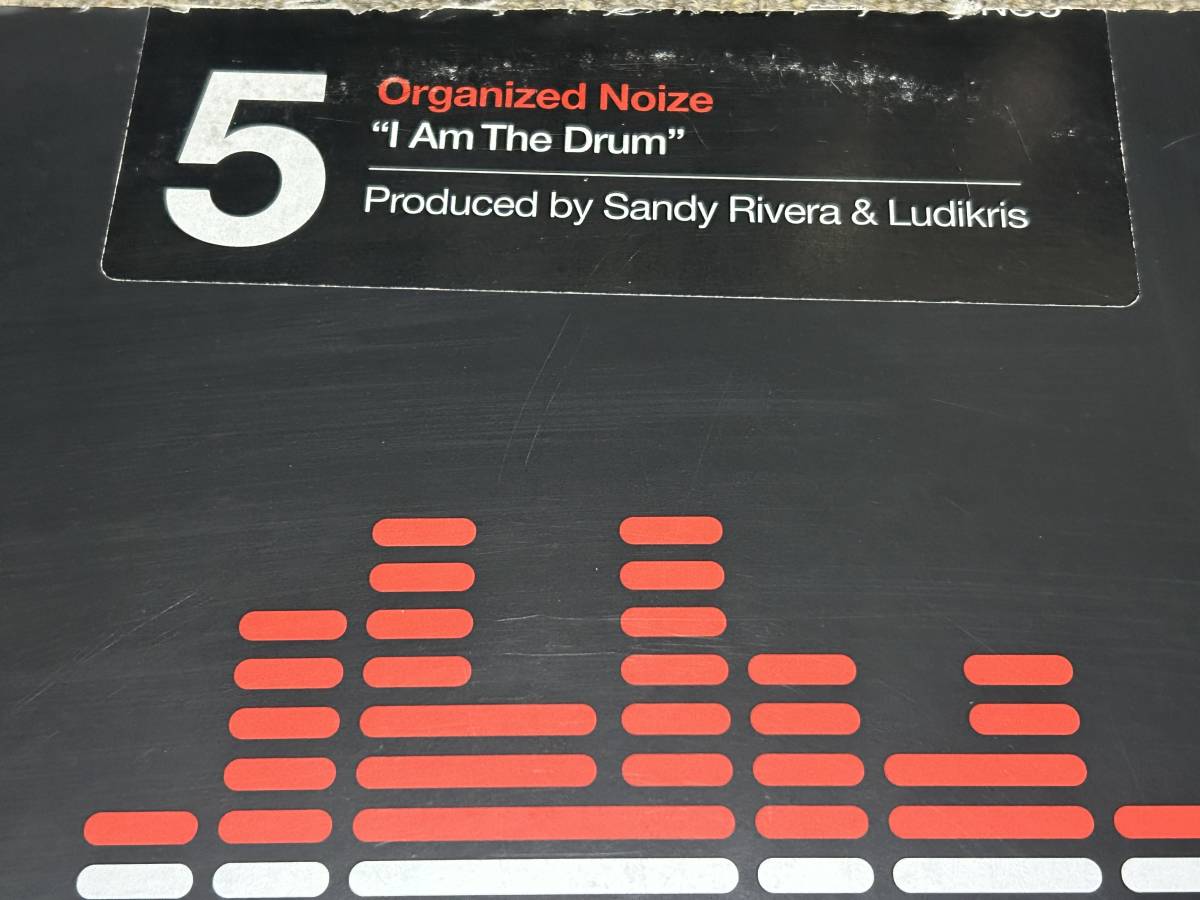 5
Organized Noize
“I Am The Drum”
Produced by Sandy Rivera & Ludikris